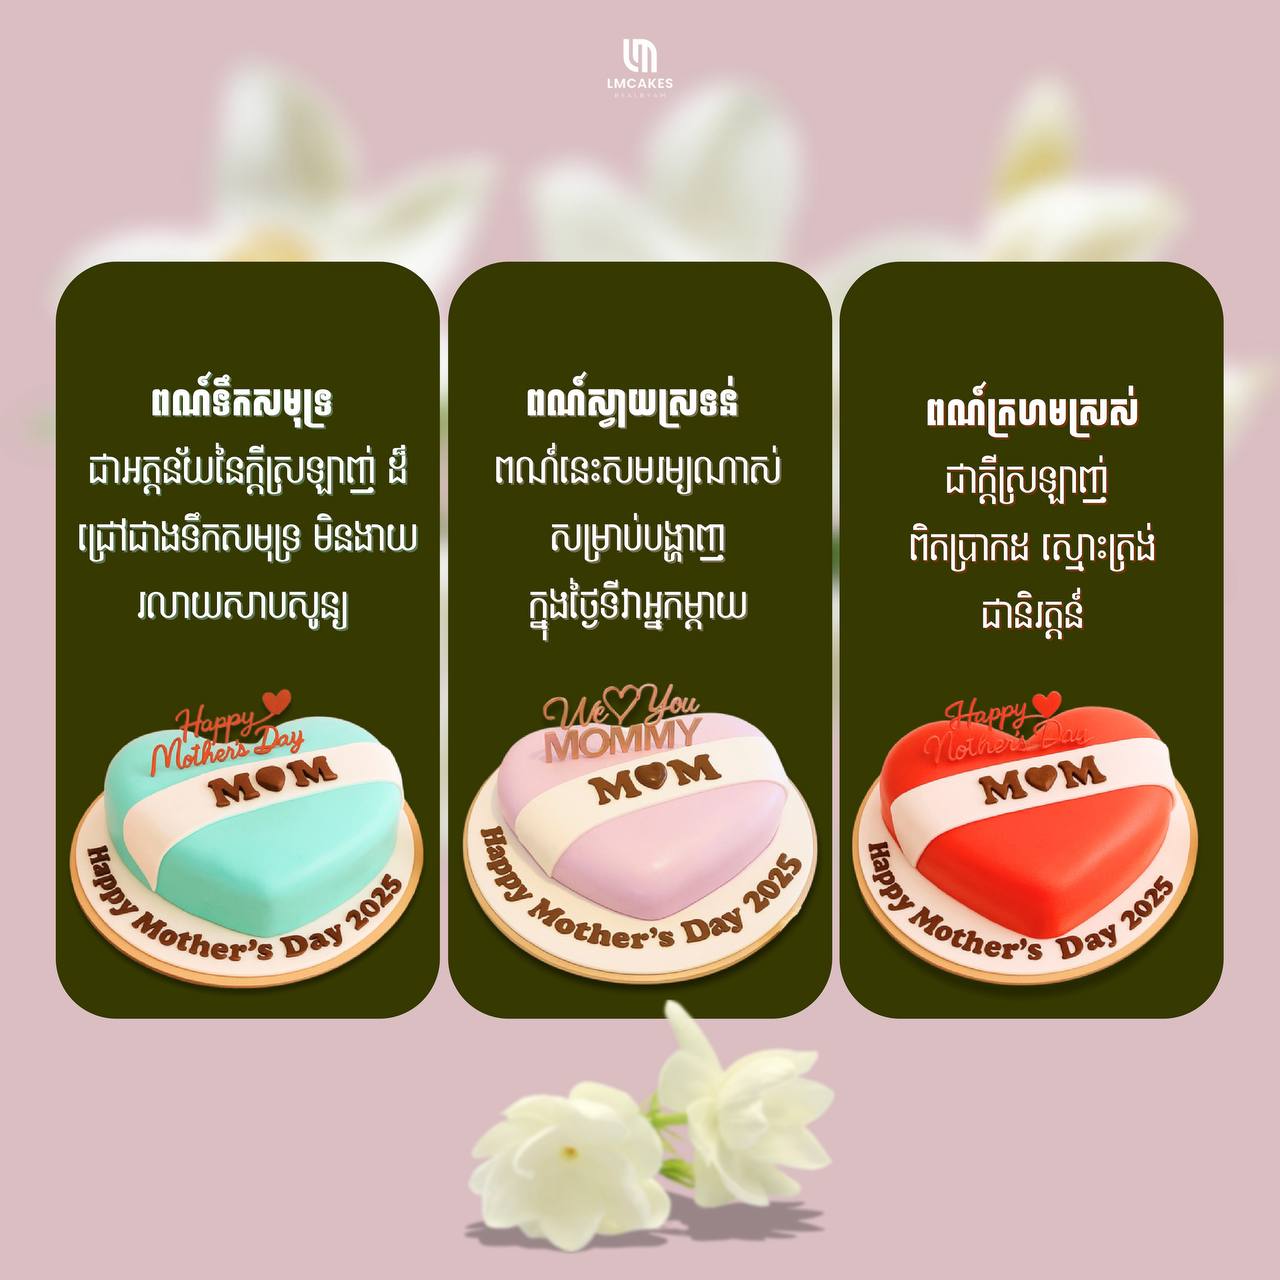 LMCAKES
ពណ៌ទឹកសមុទ្រ
ជាអត្តន័យនៃក្តីស្រឡាញ់ ដ៏
ជ្រៅជាងទឹកសមុទ្រ មិនងាយ
រលាយសាបសូន្យ
Happy
Mother's Day
MOM
Happy Mother's Day 2025
ពណ៌ស្វាយស្រទន់
ពណ៌នេះសមរម្យណាស់
សម្រាប់បង្ហាញ
ក្នុងថ្ងៃទីវាអ្នកម្តាយ
We You
MOMMY
MOM
Happy Mother's Day 2025
ពណ៌ក្រហមស្រស់
ជាក្តីស្រឡាញ់
ពិតប្រាកដ ស្មោះត្រង់
ជានិរត្តន៍
Happy
Mother's Day
MOM
Happy Mother's Day 2025